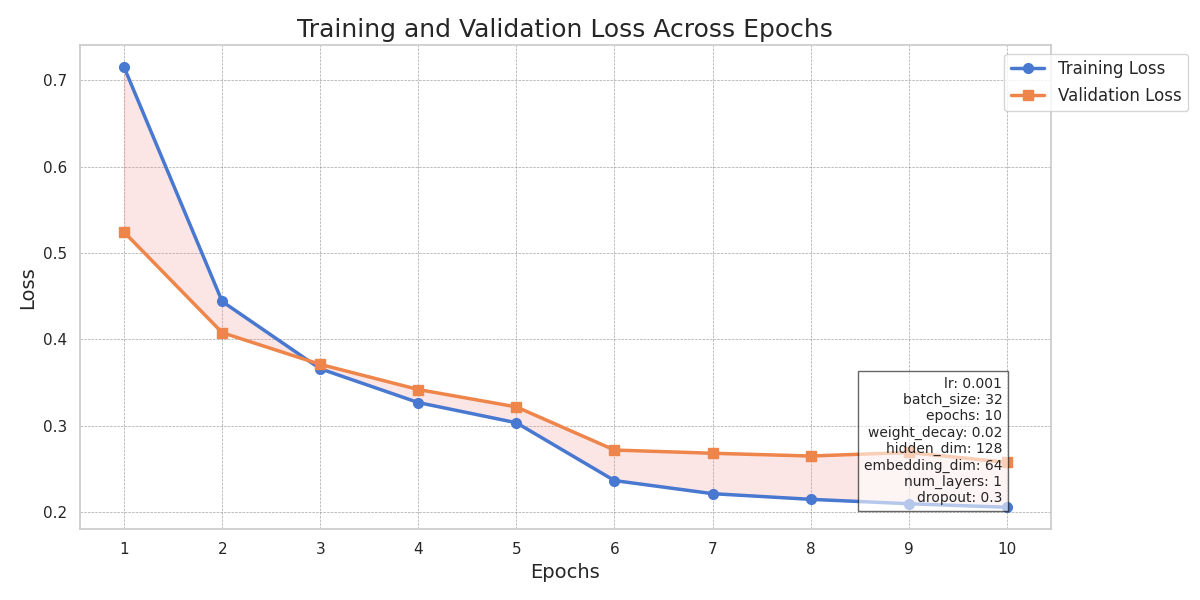 Training and Validation Loss Across Epochs
Training Loss
Validation Loss
0.7
0.6
0.5
0.4
0.3
0.2
Loss
lr: 0.001
batch_size: 32
epochs: 10
weight_decay: 0.02
hidden_dim: 128
embedding_dim: 64
num_layers: 1
dropout: 0.3
1 2 3 4 5 6 7 8 9 10
Epochs